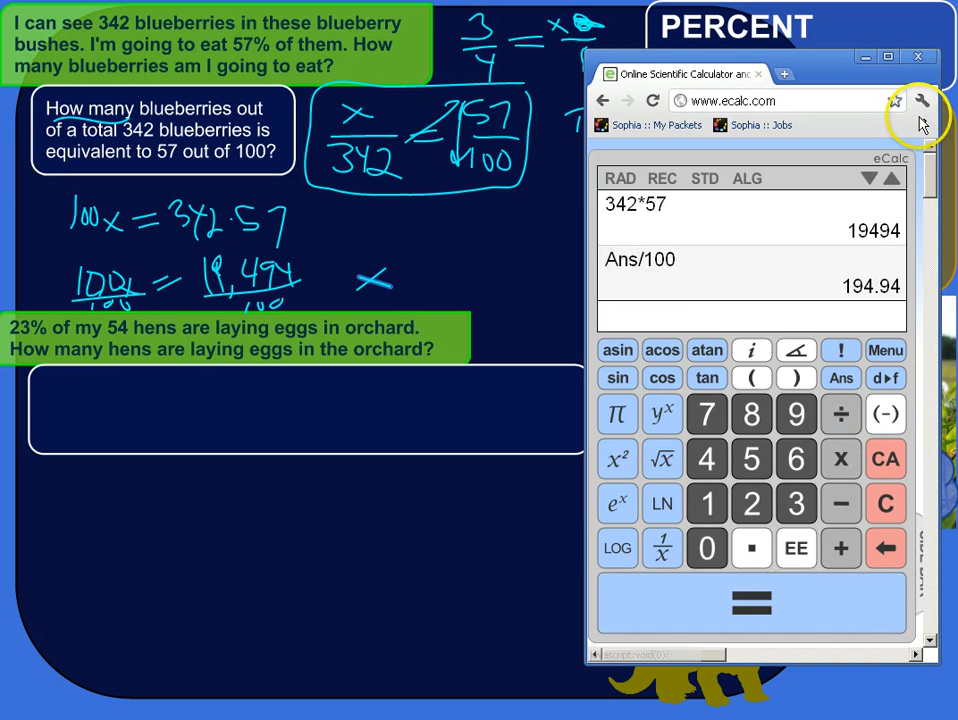 I can see 342 blueberries in these blueberry
bushes. I'm going to eat 57% of them. How
many blueberries am I going to eat?
3/4 = x
PERCENT
How many blueberries out
of a total 342 blueberries is
equivalent to 57 out of 100?
x/342 = 57/100
100x = 342·57
100x/100 = 19,494/100
x
23% of my 54 hens are laying eggs in orchard.
How many hens are laying eggs in the orchard?
Online Scientific Calculator and
www.ecalc.com
Sophia :: My Packets Sophia :: Jobs
eCalc
RAD REC STD ALG
342*57
19494
Ans/100
194.94
asin acos atan i ∠ ! Menu
sin cos tan ( ) Ans d▸f
π yˣ 7 8 9 ÷ (-)
x² √x 4 5 6 x CA
eˣ LN 1 2 3 − C
LOG 1/x 0 . EE + ←
=
SIDE BAR
javascript:void(0);